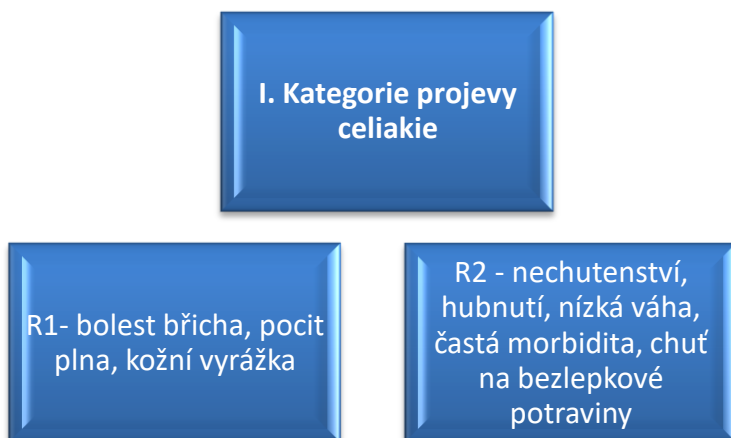 I. Kategorie projevy
celiakie
R1- bolest břicha, pocit
plna, kožní vyrážka
R2 - nechutenství,
hubnutí, nízká váha,
častá morbidita, chuť
na bezlepkové
potraviny